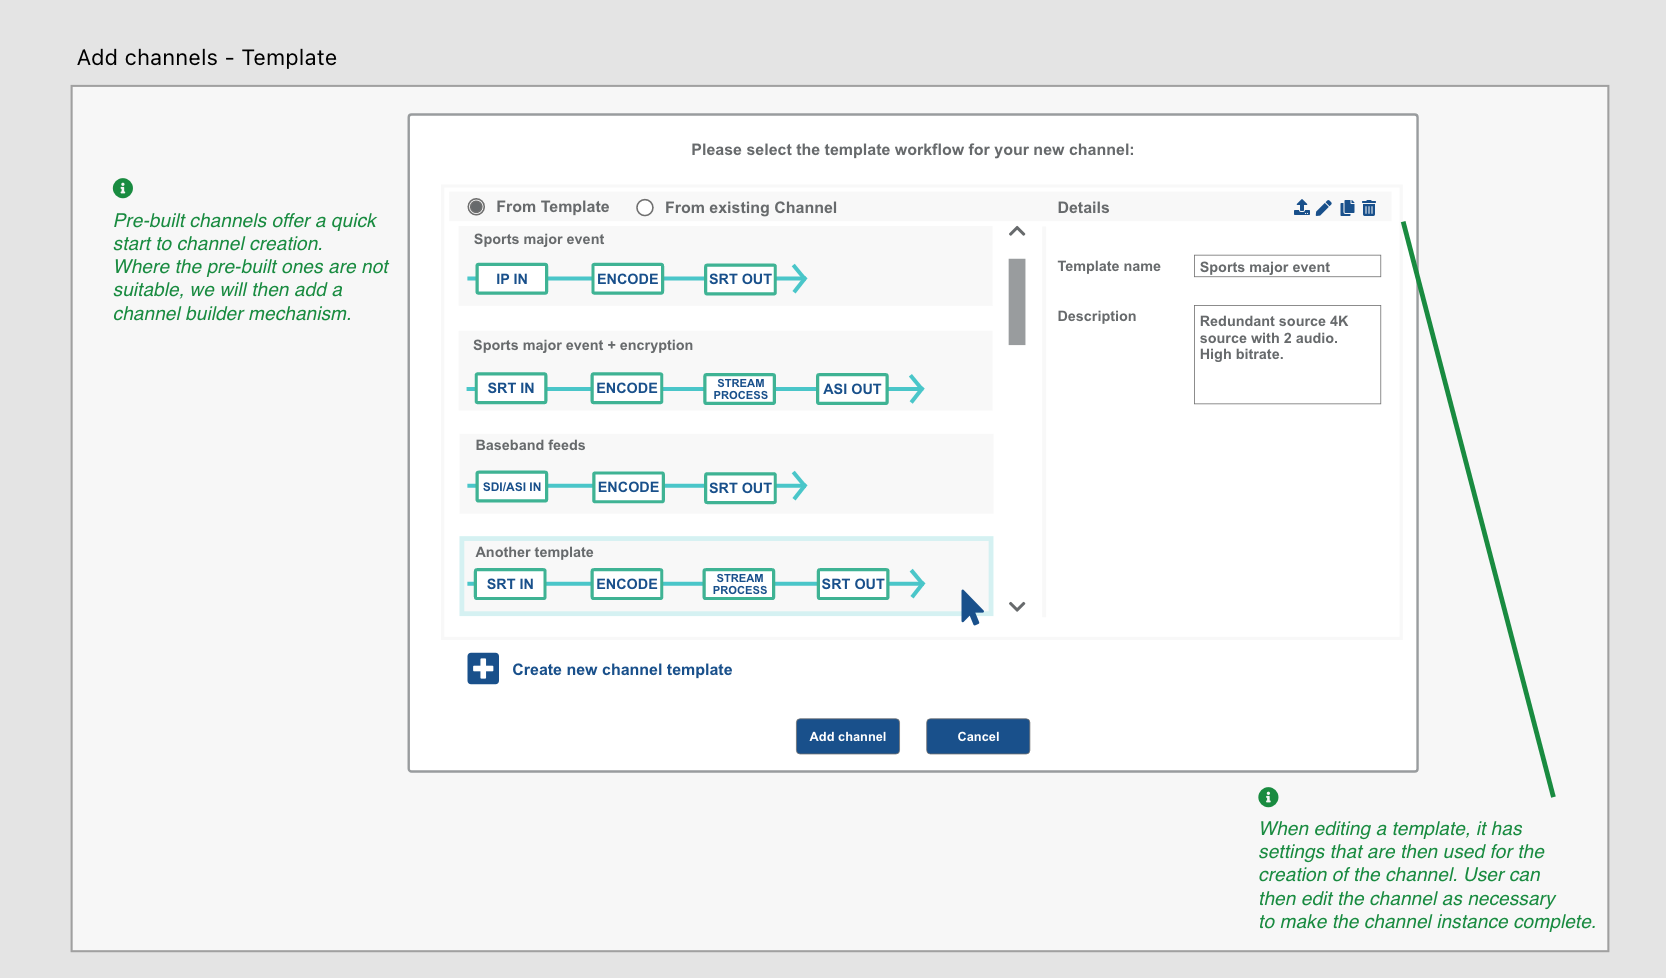 Add channels - Template
Please select the template workflow for your new channel:
Pre-built channels offer a quick
start to channel creation.
Where the pre-built ones are not
suitable, we will then add a
channel builder mechanism.
From Template
From existing Channel
Details
Sports major event
IP IN
ENCODE
SRT OUT
Sports major event + encryption
SRT IN
ENCODE
STREAM
PROCESS
ASI OUT
Baseband feeds
SDI/ASI IN
ENCODE
SRT OUT
Another template
SRT IN
ENCODE
STREAM
PROCESS
SRT OUT
Template name
Sports major event
Description
Redundant source 4K
source with 2 audio.
High bitrate.
Create new channel template
Add channel
Cancel
When editing a template, it has
settings that are then used for the
creation of the channel. User can
then edit the channel as necessary
to make the channel instance complete.